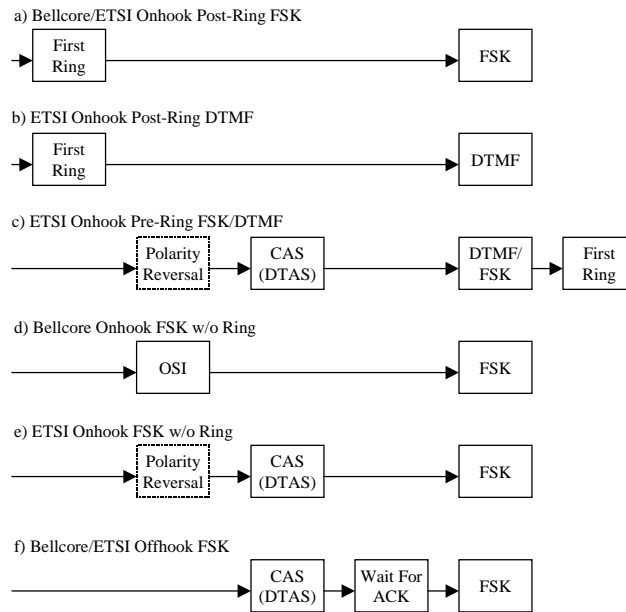 a) Bellcore/ETSI Onhook Post-Ring FSK
First
Ring
FSK
b) ETSI Onhook Post-Ring DTMF
First
Ring
DTMF
c) ETSI Onhook Pre-Ring FSK/DTMF
Polarity
Reversal
CAS
(DTAS)
DTMF/
FSK
First
Ring
d) Bellcore Onhook FSK w/o Ring
OSI
FSK
e) ETSI Onhook FSK w/o Ring
Polarity
Reversal
CAS
(DTAS)
FSK
f) Bellcore/ETSI Offhook FSK
CAS
(DTAS)
Wait For
ACK
FSK